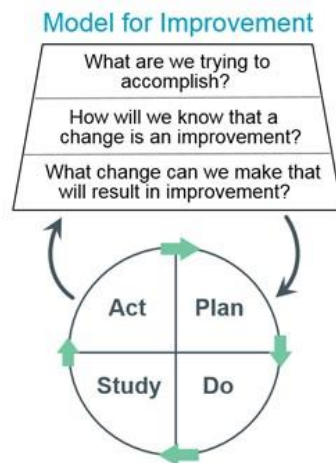 Model for Improvement
What are we trying to
accomplish?
How will we know that a
change is an improvement?
What change can we make that
will result in improvement?
Act
Plan
Study
Do